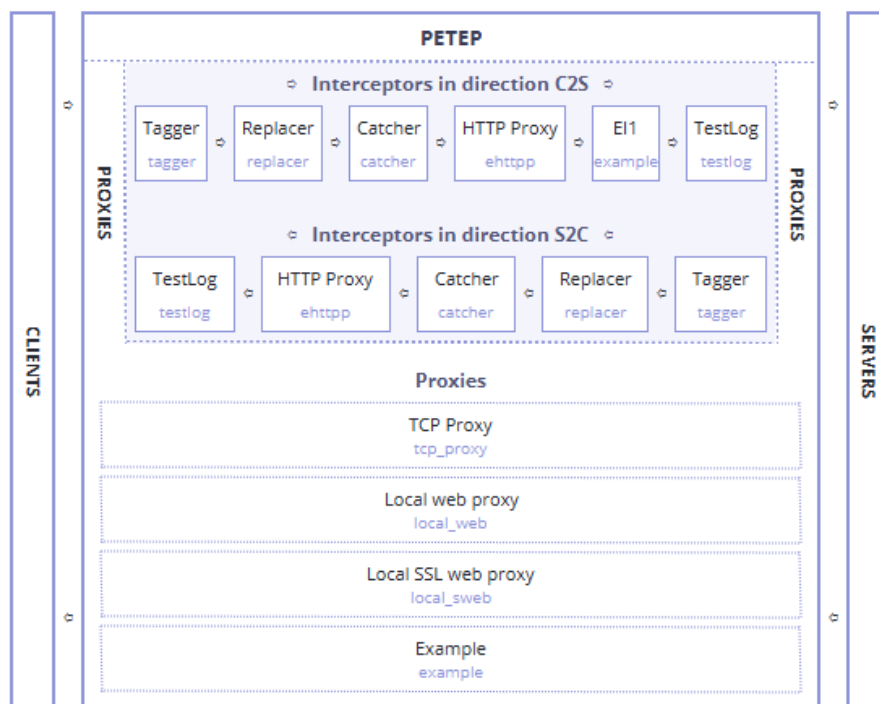 PETEP
Interceptors in direction C2S
Tagger
tagger
Replacer
replacer
Catcher
catcher
HTTP Proxy
ehttpp
EI1
example
TestLog
testlog
Interceptors in direction S2C
TestLog
testlog
HTTP Proxy
ehttpp
Catcher
catcher
Replacer
replacer
Tagger
tagger
PROXIES
PROXIES
CLIENTS
SERVERS
Proxies
TCP Proxy
tcp_proxy
Local web proxy
local_web
Local SSL web proxy
local_sweb
Example
example